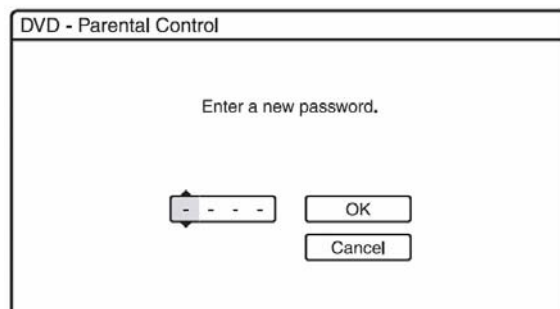 DVD - Parental Control
Enter a new password.
- - - -
OK
Cancel